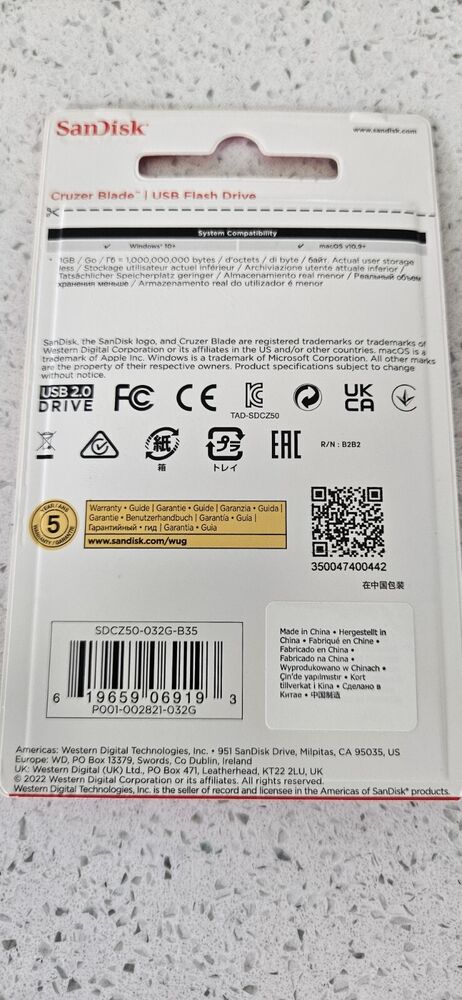 SanDisk®
www.sandisk.com
Cruzer Blade™ | USB Flash Drive
System Compatibility
✓ Windows® 10+ ✓ macOS v10.9+
* 1GB / Go / Гб = 1,000,000,000 bytes / d'octets / di byte / байт. Actual user storage
less / Stockage utilisateur actuel inférieur / Archiviazione utente attuale inferior /
Tatsächlicher Speicherplatz geringer / Almacenamiento real menor / Реальный объем
хранения меньше / Armazenamento real do utilizador é menor
SanDisk, the SanDisk logo, and Cruzer Blade are registered trademarks or trademarks of
Western Digital Corporation or its affiliates in the US and/or other countries. macOS is a
trademark of Apple Inc. Windows is a trademark of Microsoft Corporation. All other marks
are the property of their respective owners. Product specifications subject to change
without notice.
USB 2.0
DRIVE
FC CE
TAD-SDCZ50
UK
CA
紙
箱
プラ
トレイ
EAC
R/N : B2B2
5
Warranty • Guide | Garantie • Guide | Garanzia • Guida |
Garantie • Benutzerhandbuch | Garantía • Guía |
Гарантийный • гид | Garantia • Guia
www.sandisk.com/wug
350047400442
在中国包装
SDCZ50-032G-B35
6 19659 06919 3
P001-002821-032G
Made in China • Hergestellt in
China • Fabriqué en Chine •
Fabricado en China •
Fabricado na China •
Wyprodukowano w Chinach •
Çin'de yapılmıstır • Kort
tillverkat i Kina • Сделано в
Китае • 中国制造
Americas: Western Digital Technologies, Inc. • 951 SanDisk Drive, Milpitas, CA 95035, US
Europe: WD, PO Box 13379, Swords, Co Dublin, Ireland
UK: Western Digital (UK) Ltd., PO Box 471, Leatherhead, KT22 2LU, UK
© 2022 Western Digital Corporation or its affiliates. All rights reserved.
Western Digital Technologies, Inc. is the seller of record and licensee in the Americas of SanDisk® products.